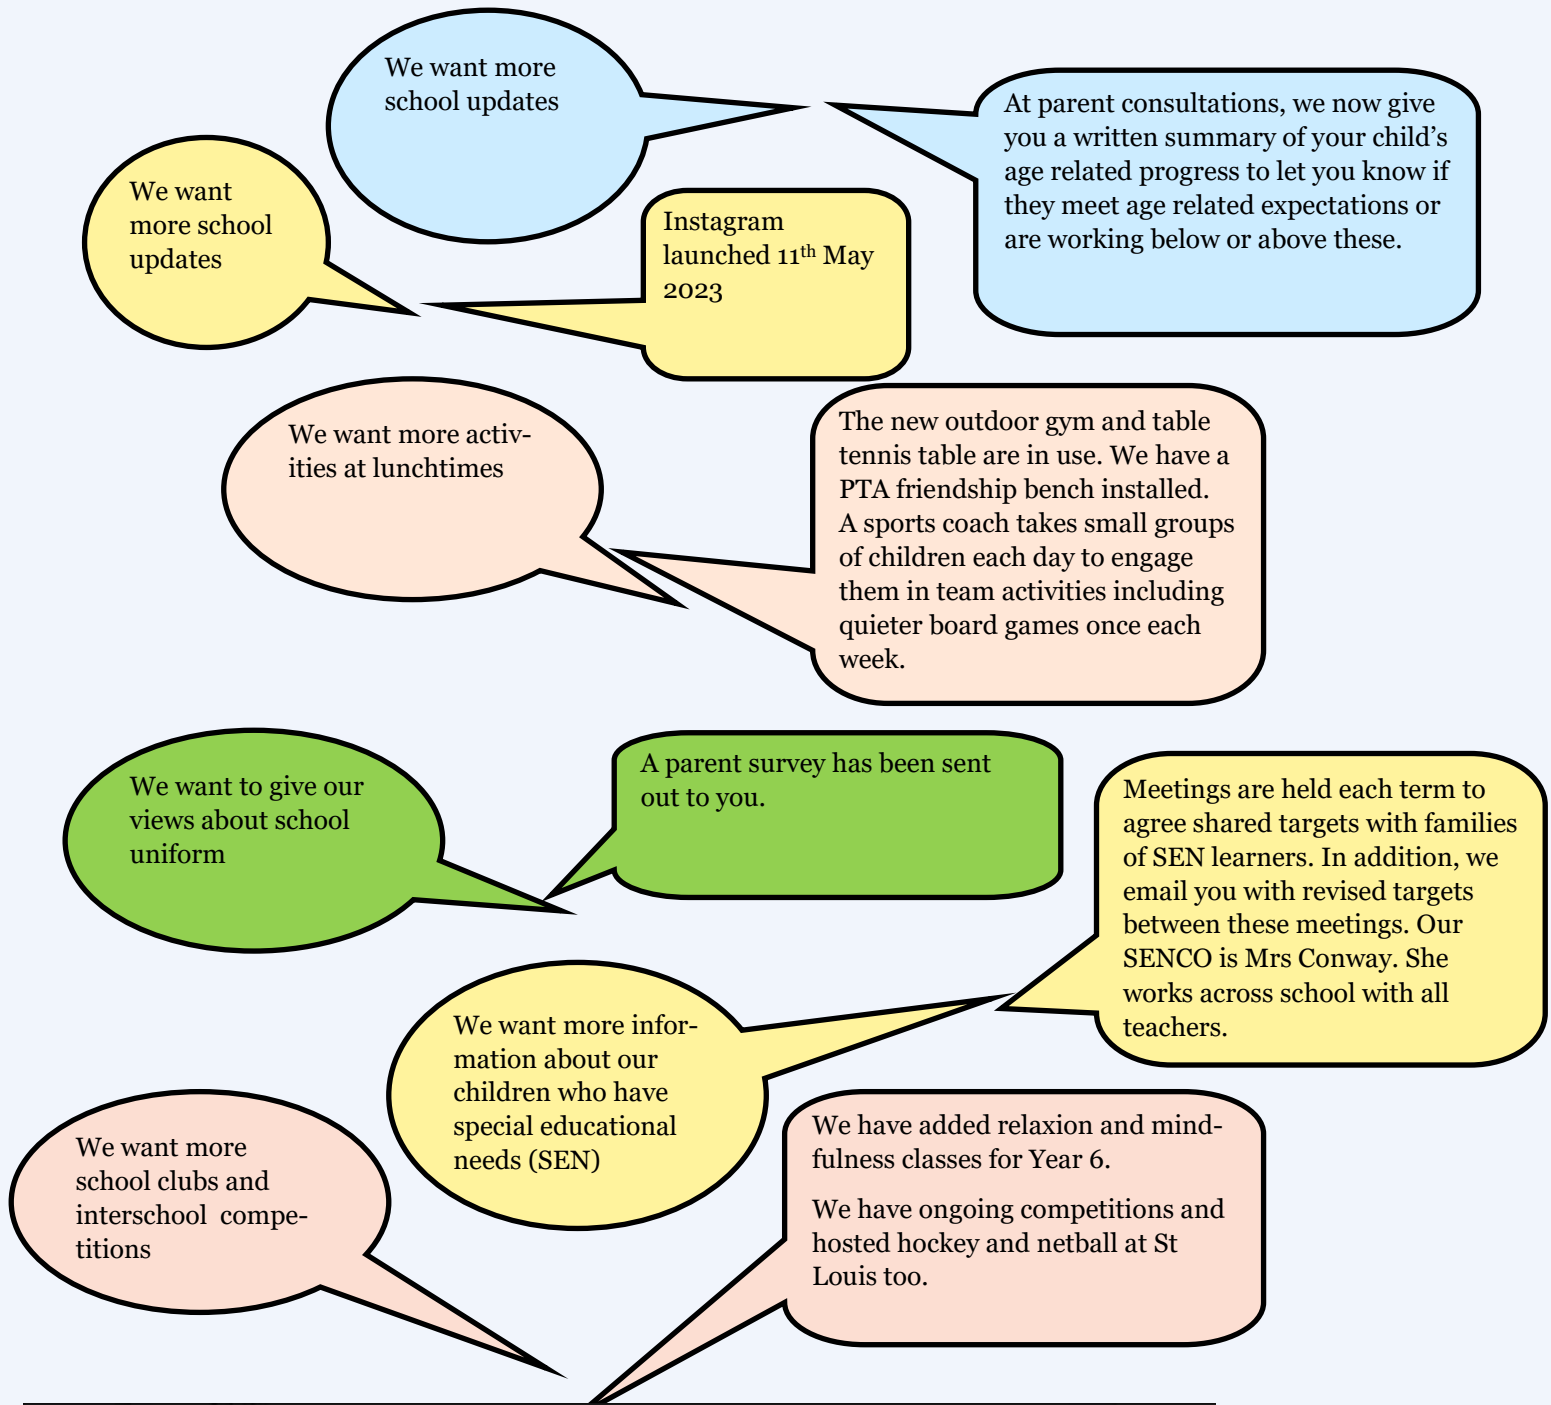 We want more
school updates
At parent consultations, we now give
you a written summary of your child’s
age related progress to let you know if
they meet age related expectations or
are working below or above these.
We want
more school
updates
Instagram
launched 11th May
2023
We want more activ-
ities at lunchtimes
The new outdoor gym and table
tennis table are in use. We have a
PTA friendship bench installed.
A sports coach takes small groups
of children each day to engage
them in team activities including
quieter board games once each
week.
We want to give our
views about school
uniform
A parent survey has been sent
out to you.
We want more infor-
mation about our
children who have
special educational
needs (SEN)
Meetings are held each term to
agree shared targets with families
of SEN learners. In addition, we
email you with revised targets
between these meetings. Our
SENCO is Mrs Conway. She
works across school with all
teachers.
We want more
school clubs and
interschool  compe-
titions
We have added relaxion and mind-
fulness classes for Year 6.
We have ongoing competitions and
hosted hockey and netball at St
Louis too.